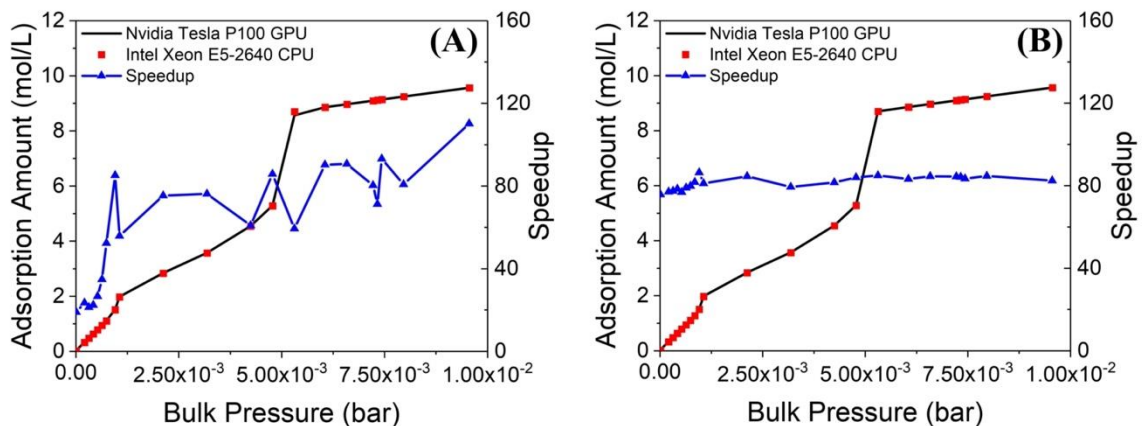 (A)
Nvidia Tesla P100 GPU
Intel Xeon E5-2640 CPU
Speedup
Adsorption Amount (mol/L)
12
10
8
6
4
2
0
160
120
80
40
0
Speedup
0.00 2.50x10⁻³ 5.00x10⁻³ 7.50x10⁻³ 1.00x10⁻²
Bulk Pressure (bar)
(B)
Nvidia Tesla P100 GPU
Intel Xeon E5-2640 CPU
Speedup
Adsorption Amount (mol/L)
12
10
8
6
4
2
0
160
120
80
40
0
Speedup
0.00 2.50x10⁻³ 5.00x10⁻³ 7.50x10⁻³ 1.00x10⁻²
Bulk Pressure (bar)